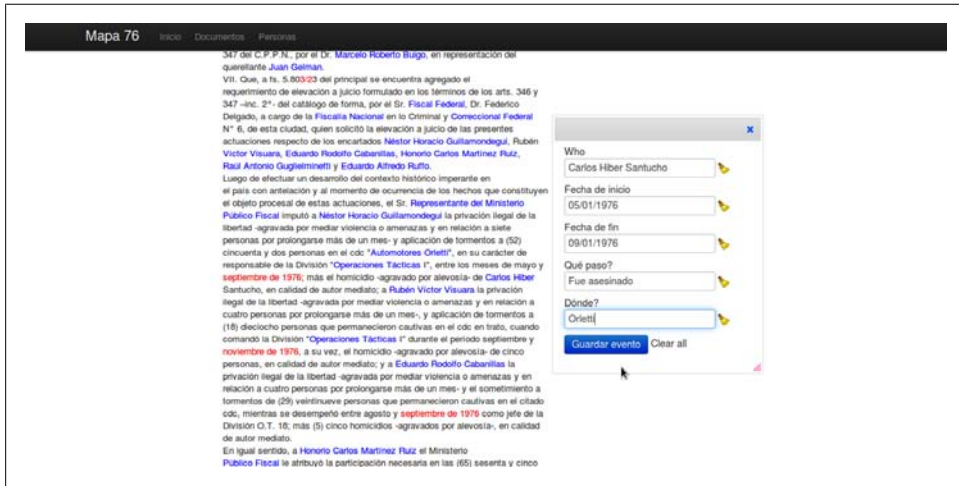 Mapa 76 Inicio Documentos Personas
347 del C.P.P.N., por el Dr. Marcelo Roberto Buigo, en representación del
querellante Juan Gelman.
VII. Que, a fs. 5.803/23 del principal se encuentra agregado el
requerimiento de elevación a juicio formulado en los términos de los arts. 346 y
347 –inc. 2º- del catálogo de forma, por el Sr. Fiscal Federal, Dr. Federico
Delgado, a cargo de la Fiscalía Nacional en lo Criminal y Correccional Federal
N° 6, de esta ciudad, quien solicitó la elevación a juicio de las presentes
actuaciones respecto de los encartados Néstor Horacio Guillamondegui, Rubén
Víctor Visuara, Eduardo Rodolfo Cabanillas, Honorio Carlos Martínez Ruiz,
Raúl Antonio Guglielminetti y Eduardo Alfredo Ruffo.
Luego de efectuar un desarrollo del contexto histórico imperante en
el país con antelación y al momento de ocurrencia de los hechos que constituyen
el objeto procesal de estas actuaciones, el Sr. Representante del Ministerio
Público Fiscal imputó a Néstor Horacio Guillamondegui la privación ilegal de la
libertad -agravada por mediar violencia o amenazas y en relación a siete
personas por prolongarse más de un mes- y aplicación de tormentos a (52)
cincuenta y dos personas en el cdc "Automotores Orletti", en su carácter de
responsable de la División "Operaciones Tácticas I", entre los meses de mayo y
septiembre de 1976; más el homicidio -agravado por alevosía- de Carlos Híber
Santucho, en calidad de autor mediato; a Rubén Víctor Visuara la privación
ilegal de la libertad -agravada por mediar violencia o amenazas y en relación a
cuatro personas por prolongarse más de un mes-, y aplicación de tormentos a
(18) dieciocho personas que permanecieron cautivas en el cdc en trato, cuando
comandó la División "Operaciones Tácticas I" durante el período septiembre y
noviembre de 1976, a su vez, el homicidio -agravado por alevosía- de cinco
personas, en calidad de autor mediato; y a Eduardo Rodolfo Cabanillas la
privación ilegal de la libertad -agravada por mediar violencia o amenazas y en
relación a cuatro personas por prolongarse más de un mes- y el sometimiento a
tormentos de (29) veintinueve personas que permanecieron cautivas en el citado
cdc, mientras se desempeñó entre agosto y septiembre de 1976 como jefe de la
División O.T. 18; más (5) cinco homicidios -agravados por alevosía-, en calidad
de autor mediato.
En igual sentido, a Honorio Carlos Martínez Ruiz el Ministerio
Público Fiscal le atribuyó la participación necesaria en las (65) sesenta y cinco
x
Who
Carlos Hiber Santucho
Fecha de inicio
05/01/1976
Fecha de fin
09/01/1976
Qué paso?
Fue asesinado
Dónde?
Orletti
Guardar evento Clear all